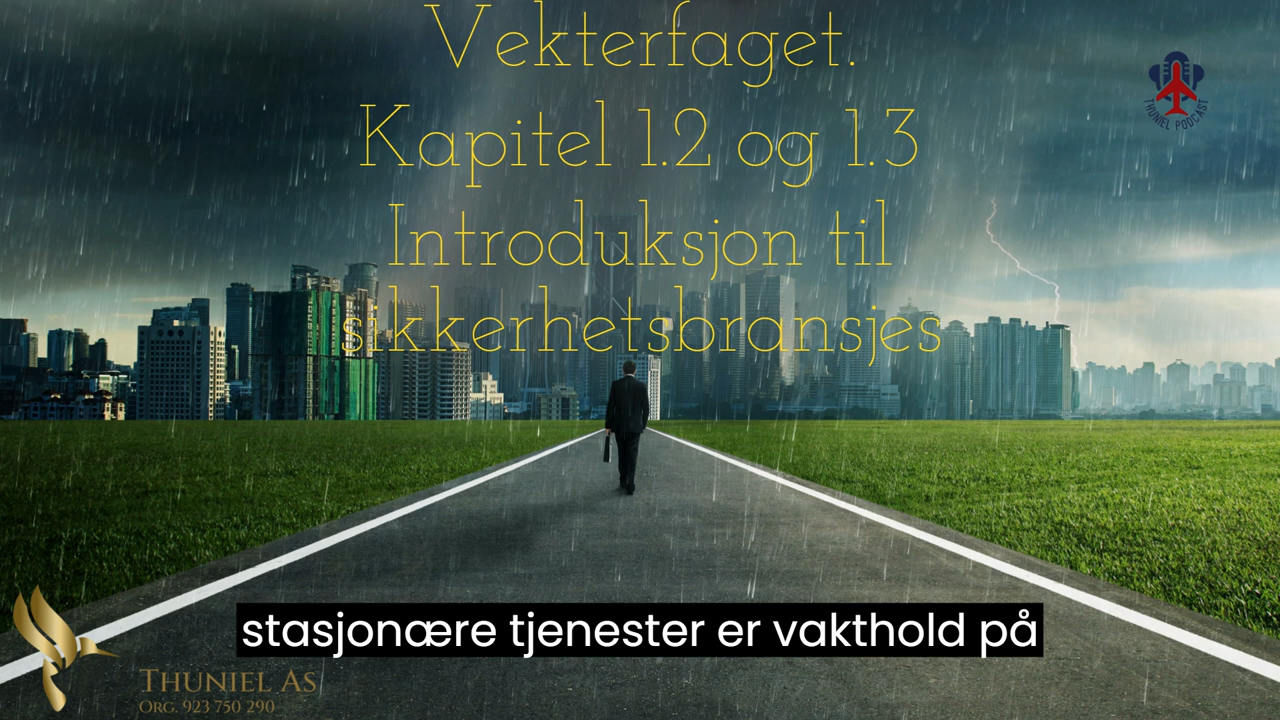 Vekterfaget.
Kapitel 1.2 og 1.3
Introduksjon til
sikkerhetsbransjes
THUNIEL PODCAST
stasjonære tjenester er vakthold på
THUNIEL AS
ORG. 923 750 290